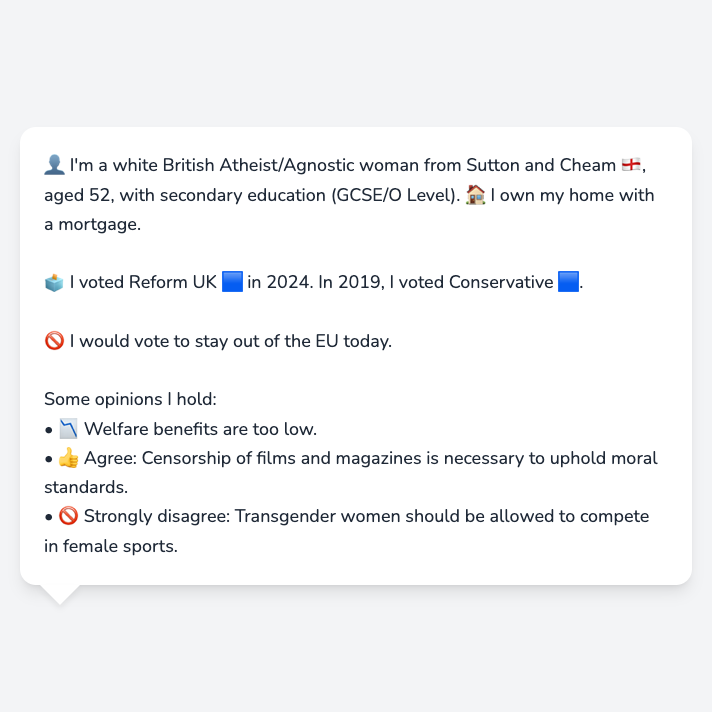 👤 I'm a white British Atheist/Agnostic woman from Sutton and Cheam 🏴󠁧󠁢󠁥󠁮󠁧󠁿,
aged 52, with secondary education (GCSE/O Level). 🏠 I own my home with
a mortgage.
🗳️ I voted Reform UK 🟦 in 2024. In 2019, I voted Conservative 🟦.
🚫 I would vote to stay out of the EU today.
Some opinions I hold:
• 📉 Welfare benefits are too low.
• 👍 Agree: Censorship of films and magazines is necessary to uphold moral
standards.
• 🚫 Strongly disagree: Transgender women should be allowed to compete
in female sports.